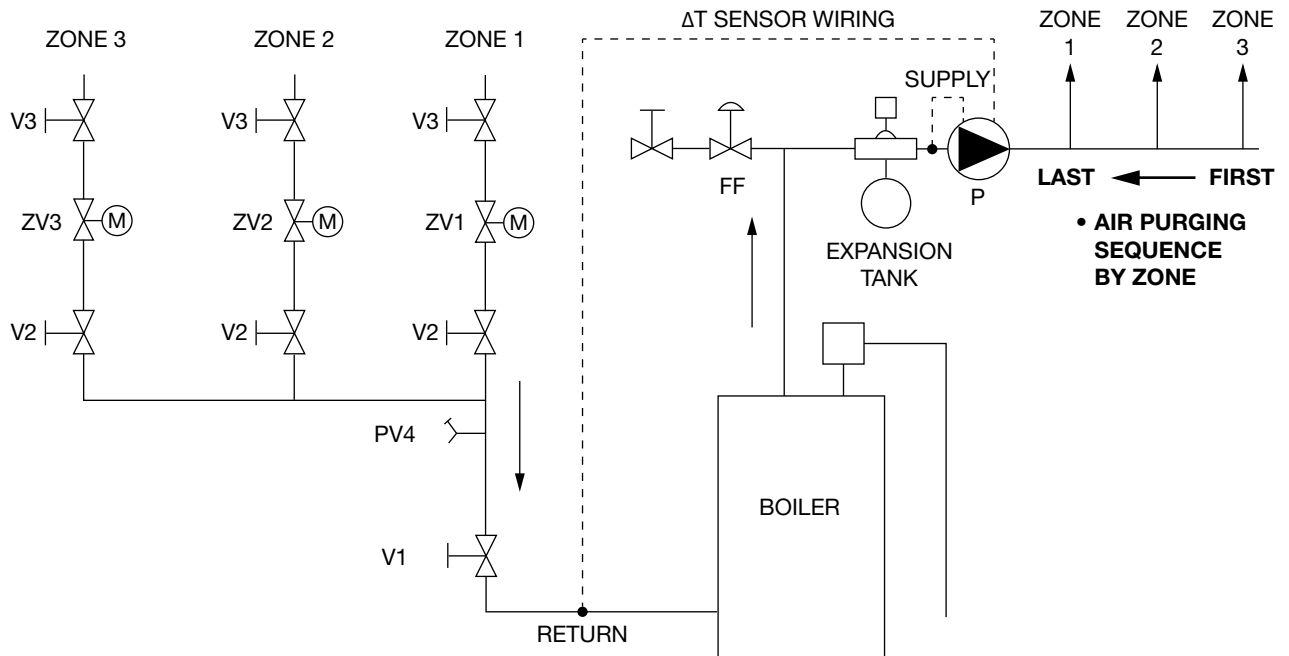 ΔT SENSOR WIRING
ZONE 3
ZONE 2
ZONE 1
ZONE
1
ZONE
2
ZONE
3
SUPPLY
V3
V3
V3
FF
P
LAST
FIRST
ZV3
M
ZV2
M
ZV1
M
EXPANSION
TANK
• AIR PURGING
SEQUENCE
BY ZONE
V2
V2
V2
PV4
BOILER
V1
RETURN